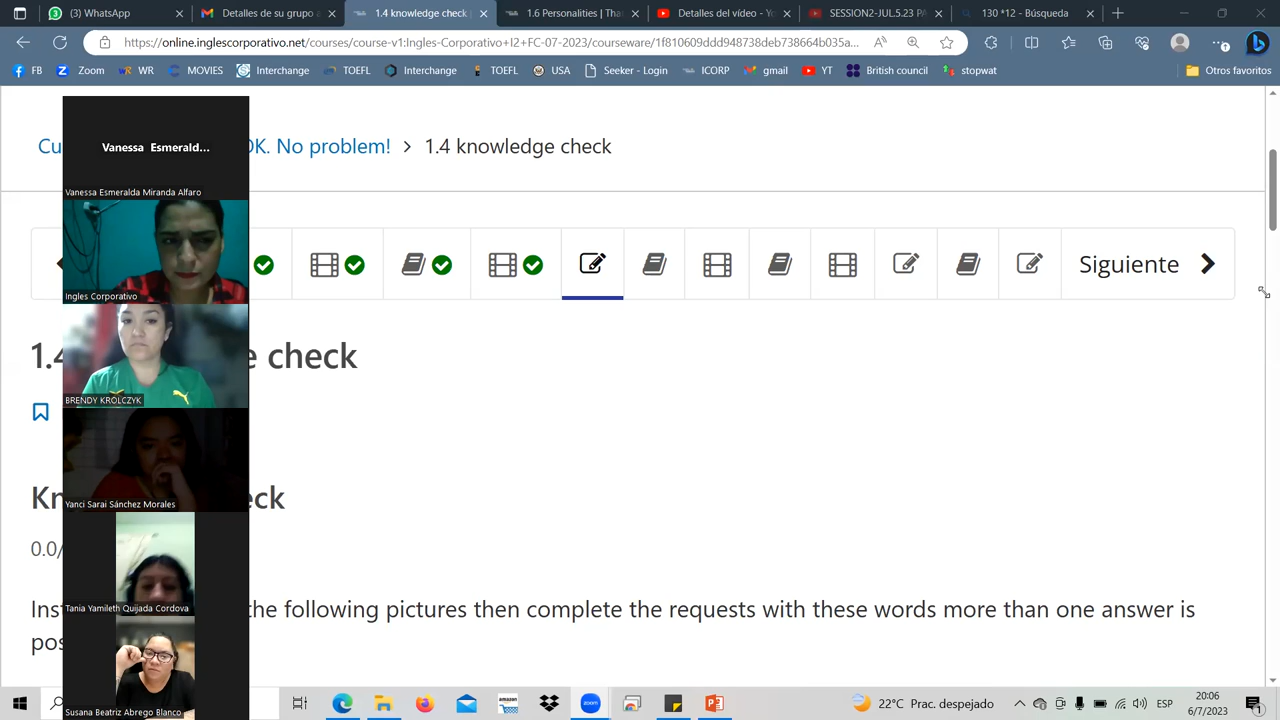 (3) WhatsApp
Detalles de su grupo a
1.4 knowledge check |
1.6 Personalities | Tha
Detalles del vídeo - Yo
SESSION2-JUL5.23 PA
130 *12 - Búsqueda
https://online.inglescorporativo.net/courses/course-v1:Ingles-Corporativo+I2+FC-07-2023/courseware/1f810609ddd948738deb738664b035a...
FB
Zoom
WR
MOVIES
Interchange
TOEFL
Interchange
TOEFL
USA
Seeker - Login
ICORP
gmail
YT
British council
stopwat
Otros favoritos
Cu
OK. No problem!
1.4 knowledge check
Vanessa Esmerald...
Vanessa Esmeralda Miranda Alfaro
Siguiente
Ingles Corporativo
1.4
e check
BRENDY KROLCZYK
Kn
eck
Yanci Sarai Sánchez Morales
0.0/
Tania Yamileth Quijada Cordova
Inst
the following pictures then complete the requests with these words more than one answer is
pos
Susana Beatriz Abrego Blanco
22°C Prac. despejado
ESP
20:06
6/7/2023
1